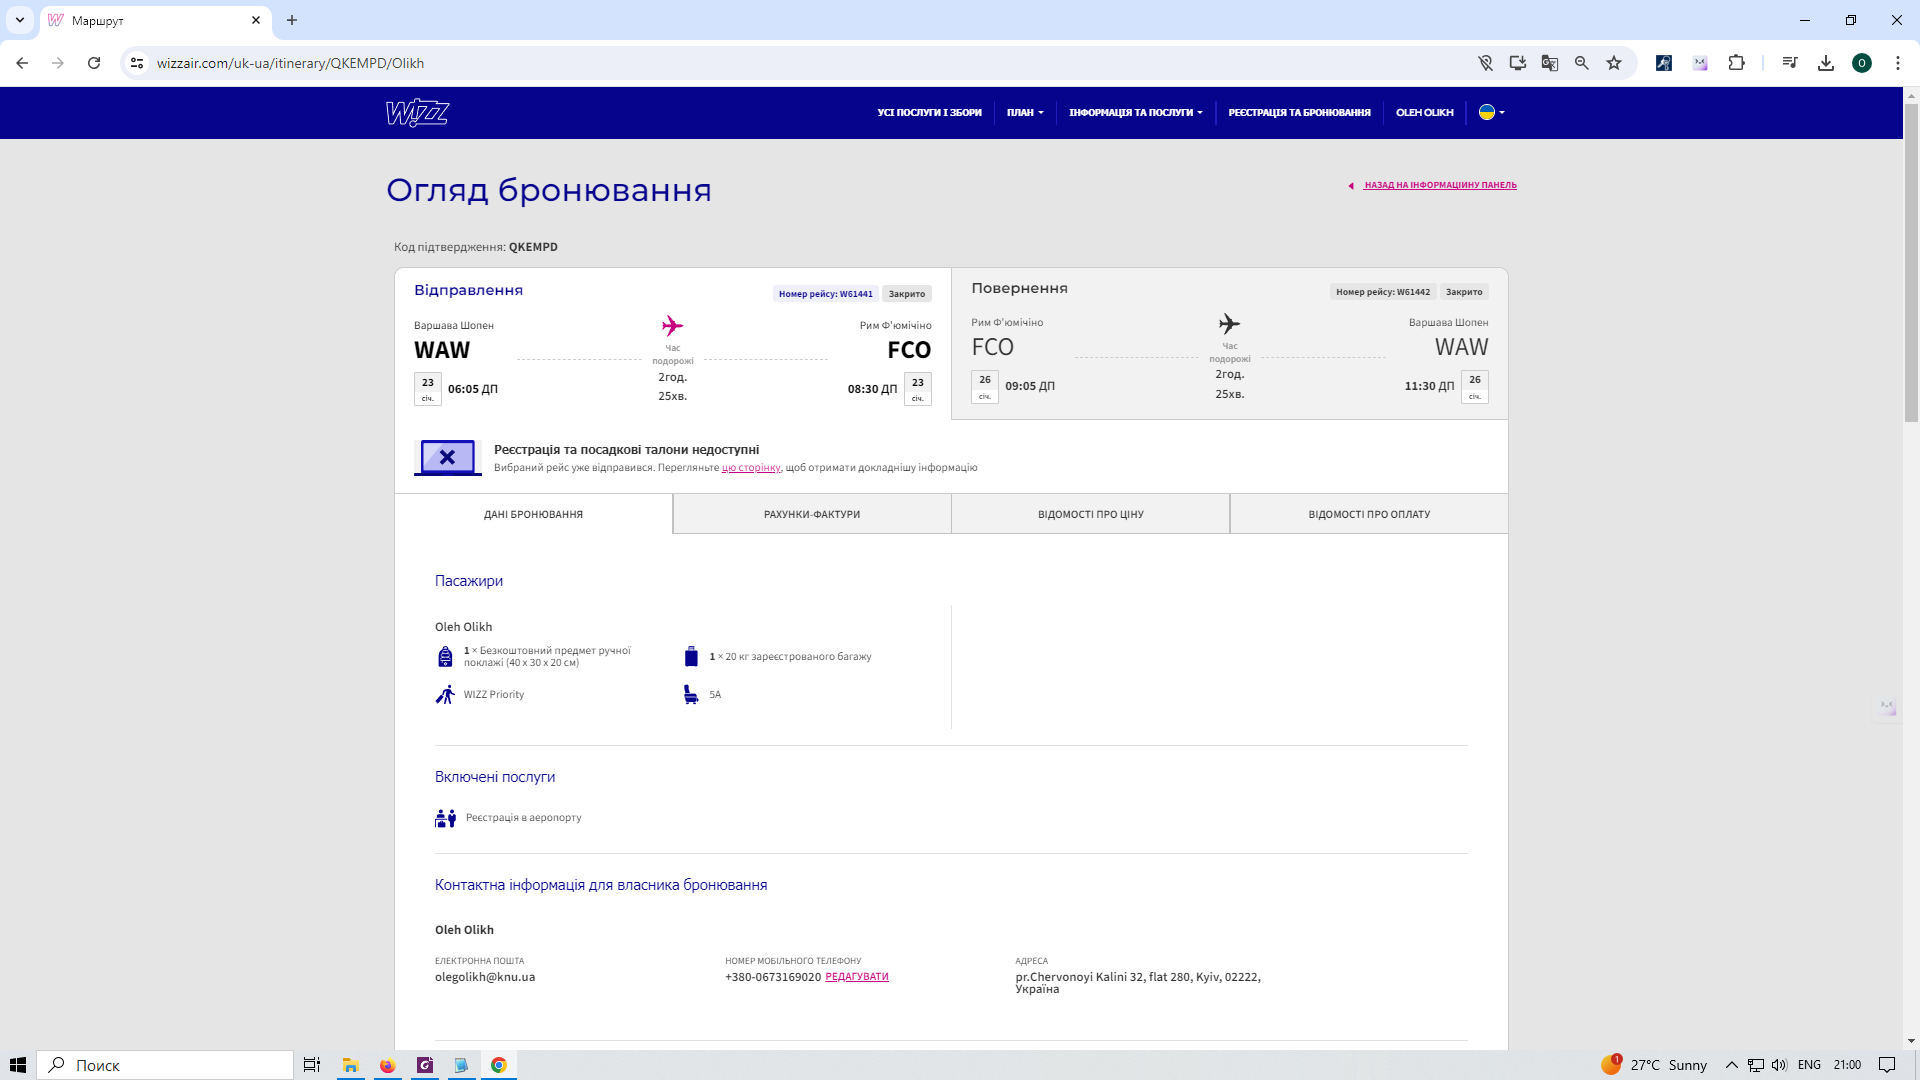 Маршрут
wizzair.com/uk-ua/itinerary/QKEMPD/Olikh
O
WIZZ
УСІ ПОСЛУГИ І ЗБОРИ
ПЛАН
ІНФОРМАЦІЯ ТА ПОСЛУГИ
РЕЄСТРАЦІЯ ТА БРОНЮВАННЯ
OLEH OLIKH
Огляд бронювання
НАЗАД НА ІНФОРМАЦІЙНУ ПАНЕЛЬ
Код підтвердження: QKEMPD
Відправлення
Номер рейсу: W61441
Закрито
Варшава Шопен
Рим Ф'юмічіно
WAW
FCO
Час
подорожі
23
січ.
06:05 ДП
2год.
25хв.
08:30 ДП
23
січ.
Повернення
Номер рейсу: W61442
Закрито
Рим Ф'юмічіно
Варшава Шопен
FCO
WAW
Час
подорожі
26
січ.
09:05 ДП
2год.
25хв.
11:30 ДП
26
січ.
Реєстрація та посадкові талони недоступні
Вибраний рейс уже відправився. Перегляньте цю сторінку, щоб отримати докладнішу інформацію
ДАНІ БРОНЮВАННЯ
РАХУНКИ-ФАКТУРИ
ВІДОМОСТІ ПРО ЦІНУ
ВІДОМОСТІ ПРО ОПЛАТУ
Пасажири
Oleh Olikh
1 × Безкоштовний предмет ручної
поклажі (40 x 30 x 20 см)
1 × 20 кг зареєстрованого багажу
WIZZ Priority
5A
Включені послуги
Реєстрація в аеропорту
Контактна інформація для власника бронювання
Oleh Olikh
ЕЛЕКТРОННА ПОШТА
olegolikh@knu.ua
НОМЕР МОБІЛЬНОГО ТЕЛЕФОНУ
+380-0673169020 РЕДАГУВАТИ
АДРЕСА
pr.Chervonoyi Kalini 32, flat 280, Kyiv, 02222,
Україна
Поиск
1
27°C Sunny
ENG
21:00